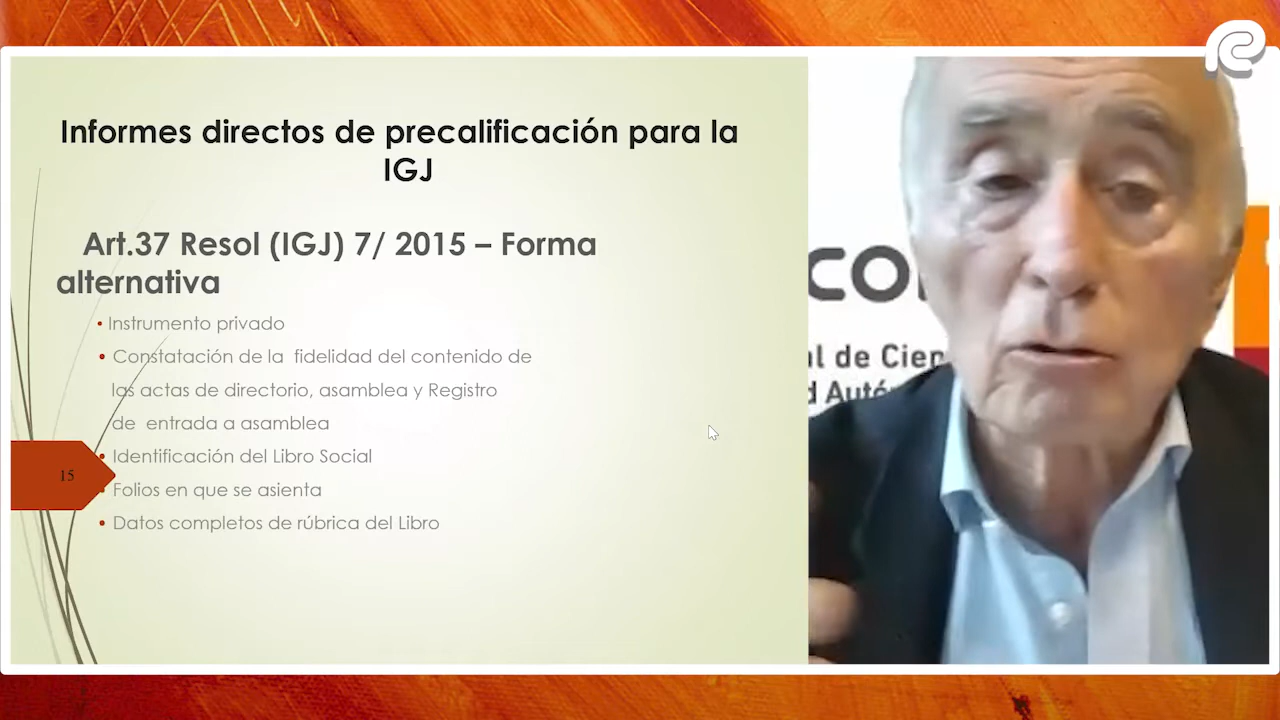 Informes directos de precalificación para la
IGJ
Art.37 Resol (IGJ) 7/ 2015 – Forma
alternativa
• Instrumento privado
• Constatación de la fidelidad del contenido de
las actas de directorio, asamblea y Registro
de entrada a asamblea
• Identificación del Libro Social
• Folios en que se asienta
• Datos completos de rúbrica del Libro
15
al de Cien
d Autó